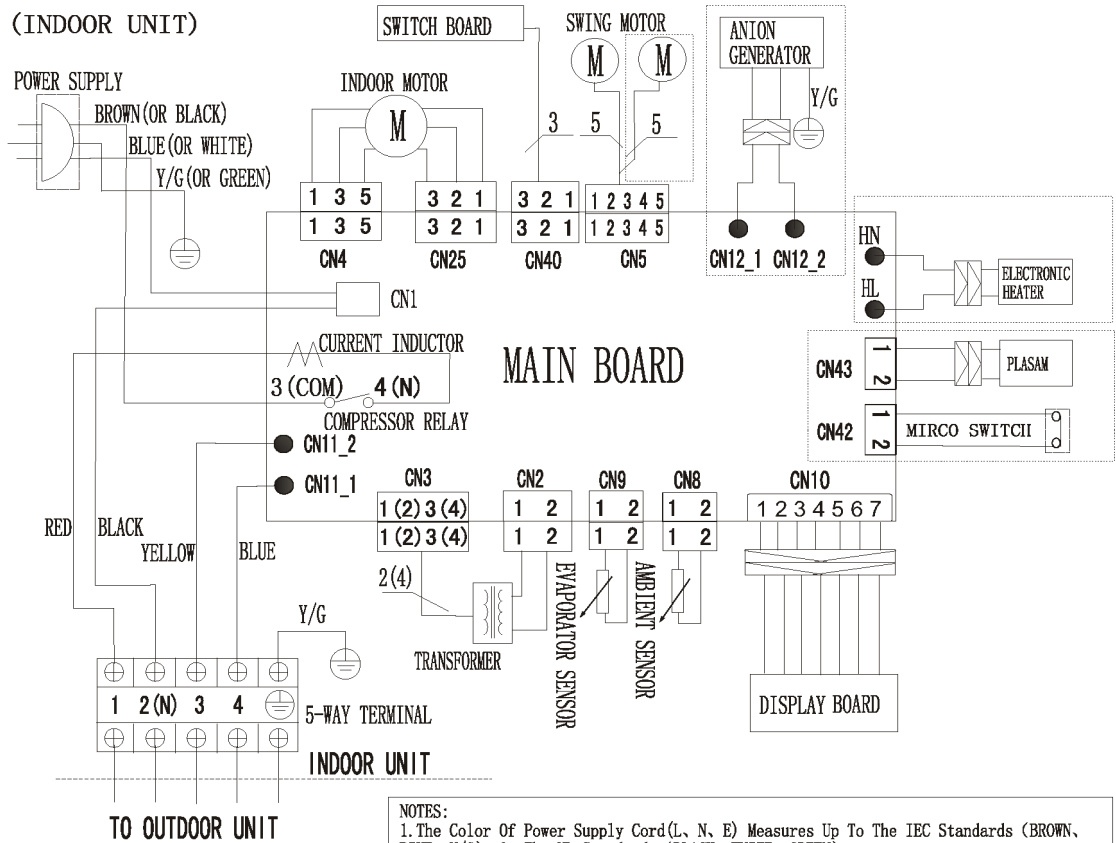 (INDOOR UNIT)
SWITCH BOARD
SWING MOTOR
M
M
ANION
GENERATOR
Y/G
POWER SUPPLY
BROWN(OR BLACK)
BLUE(OR WHITE)
Y/G(OR GREEN)
INDOOR MOTOR
M
3
5
5
1 3 5
1 3 5
CN4
3 2 1
3 2 1
CN25
3 2 1
3 2 1
CN40
1 2 3 4 5
1 2 3 4 5
CN5
CN12_1
CN12_2
HN
HL
ELECTRONIC
HEATER
CN1
CURRENT INDUCTOR
3(COM)
4(N)
COMPRESSOR RELAY
MAIN BOARD
CN43
1
2
PLASAM
CN42
1
2
MIRCO SWITCH
CN11_2
CN11_1
CN3
1(2)3(4)
1(2)3(4)
CN2
1 2
1 2
CN9
1 2
1 2
CN8
1 2
1 2
CN10
1 2 3 4 5 6 7
RED
BLACK
YELLOW
BLUE
2(4)
TRANSFORMER
EVAPORATOR SENSOR
AMBIENT SENSOR
DISPLAY BOARD
Y/G
1 2(N) 3 4
5-WAY TERMINAL
INDOOR UNIT
TO OUTDOOR UNIT
NOTES:
1.The Color Of Power Supply Cord(L、N、E) Measures Up To The IEC Standards (BROWN、